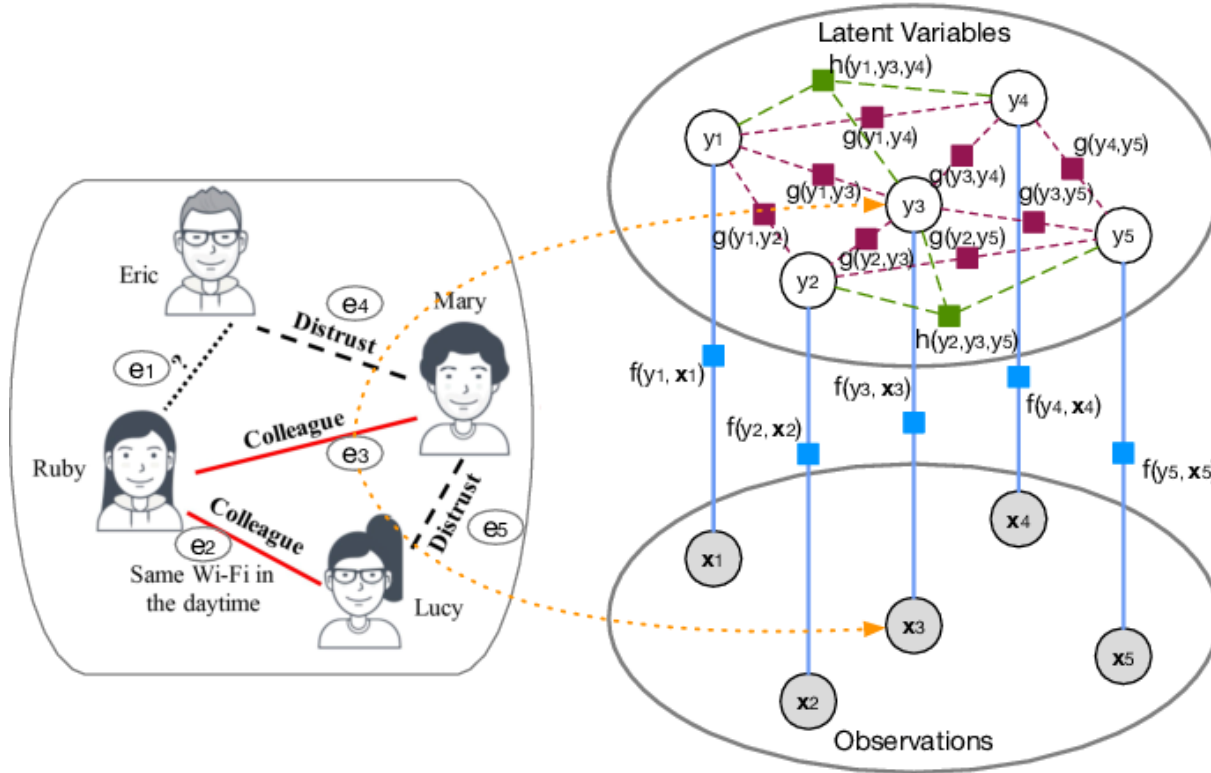 Eric
e4
Mary
Distrust
e1
?
Colleague
e3
Ruby
Colleague
e2
Distrust
e5
Same Wi-Fi in
the daytime
Lucy
Latent Variables
h(y1,y3,y4)
y4
y1
g(y1,y4)
g(y4,y5)
g(y3,y4)
g(y1,y3)
g(y3,y5)
y3
g(y1,y2)
g(y2,y5)
y5
g(y2,y3)
y2
h(y2,y3,y5)
f(y1, x1)
f(y3, x3)
f(y4, x4)
f(y2, x2)
f(y5, x5)
x4
x1
x3
x5
x2
Observations